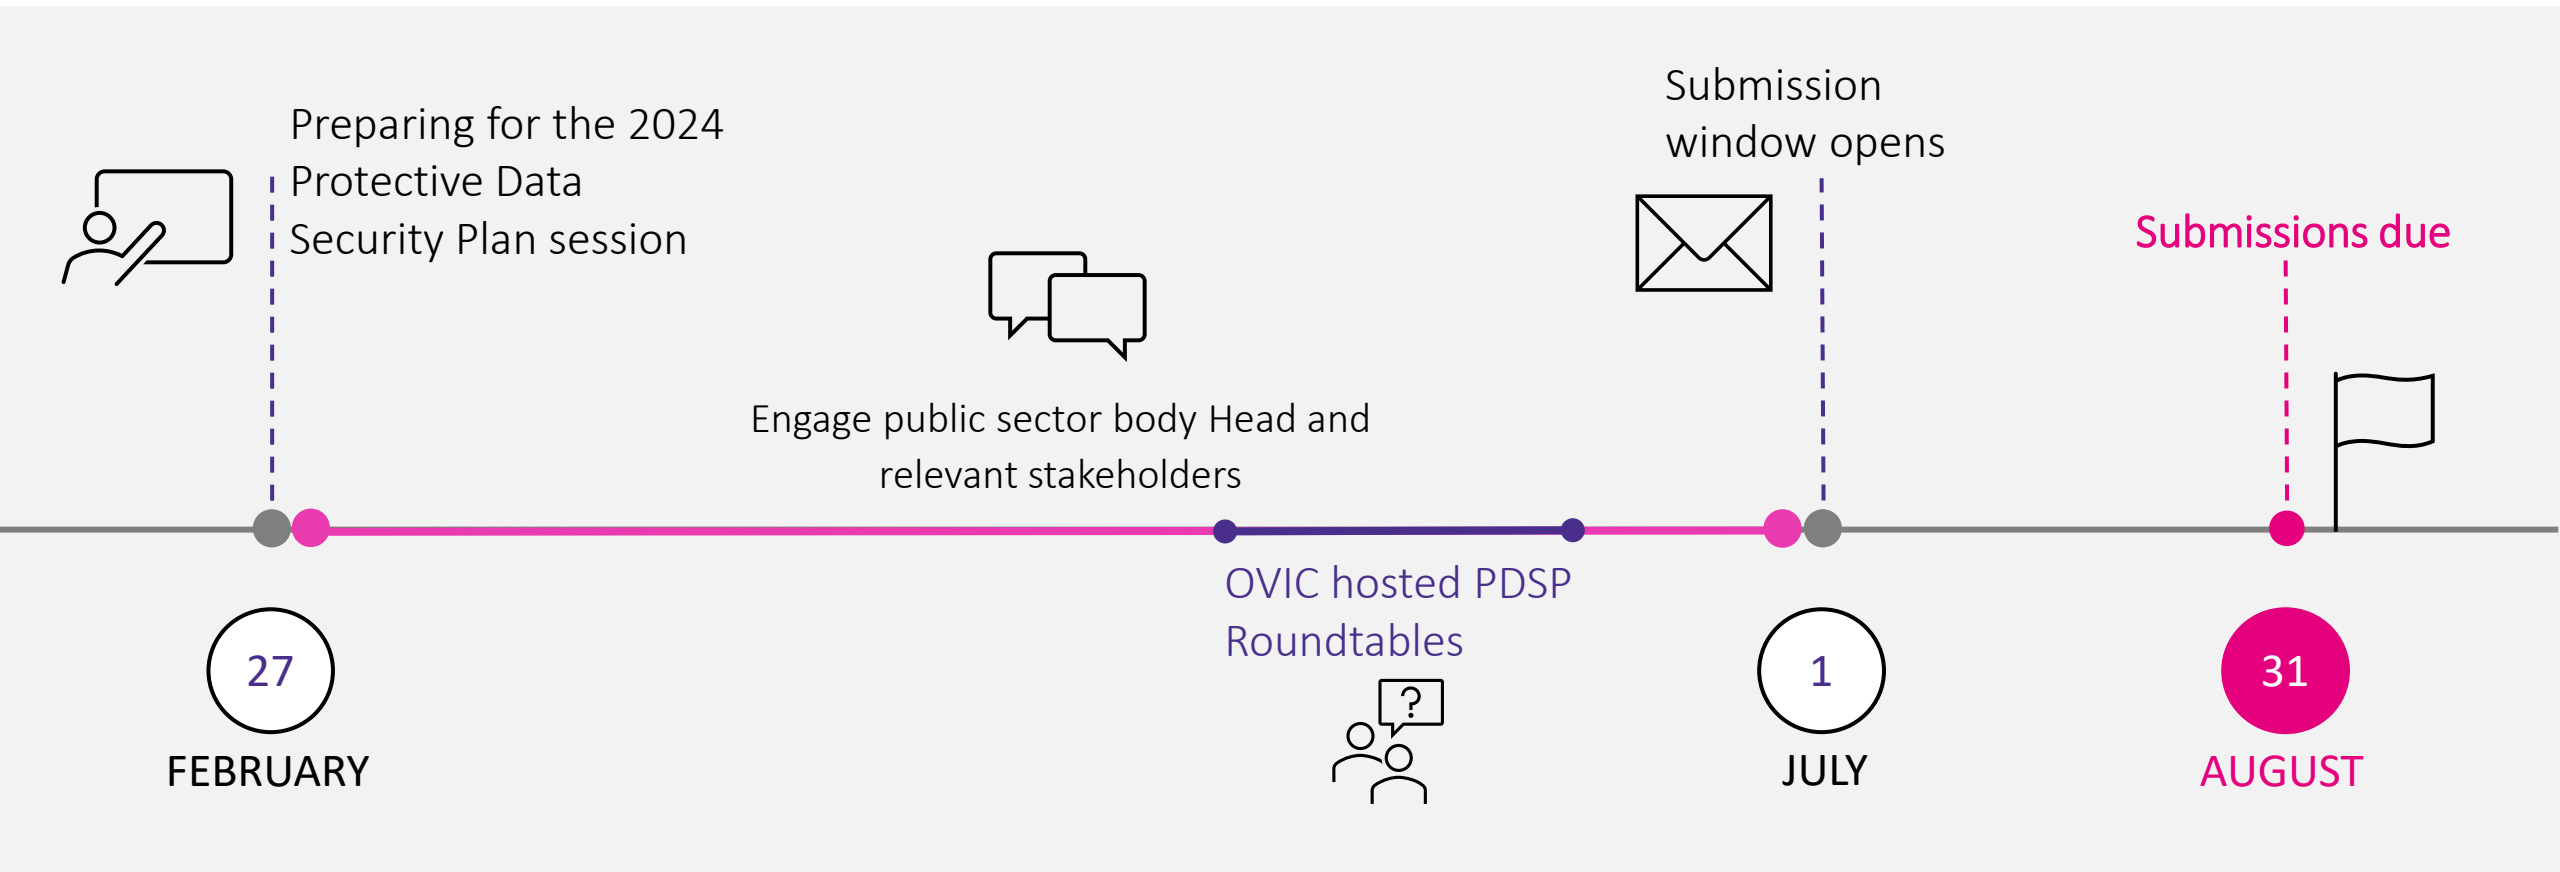 Preparing for the 2024
Protective Data
Security Plan session
Engage public sector body Head and
relevant stakeholders
Submission
window opens
Submissions due
OVIC hosted PDSP
Roundtables
?
27
FEBRUARY
1
JULY
31
AUGUST